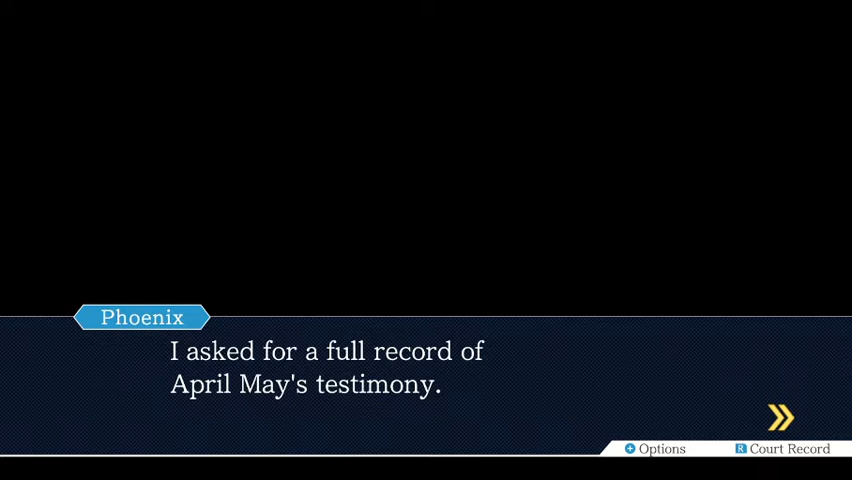 Phoenix
I asked for a full record of
April May's testimony.
+ Options
R Court Record